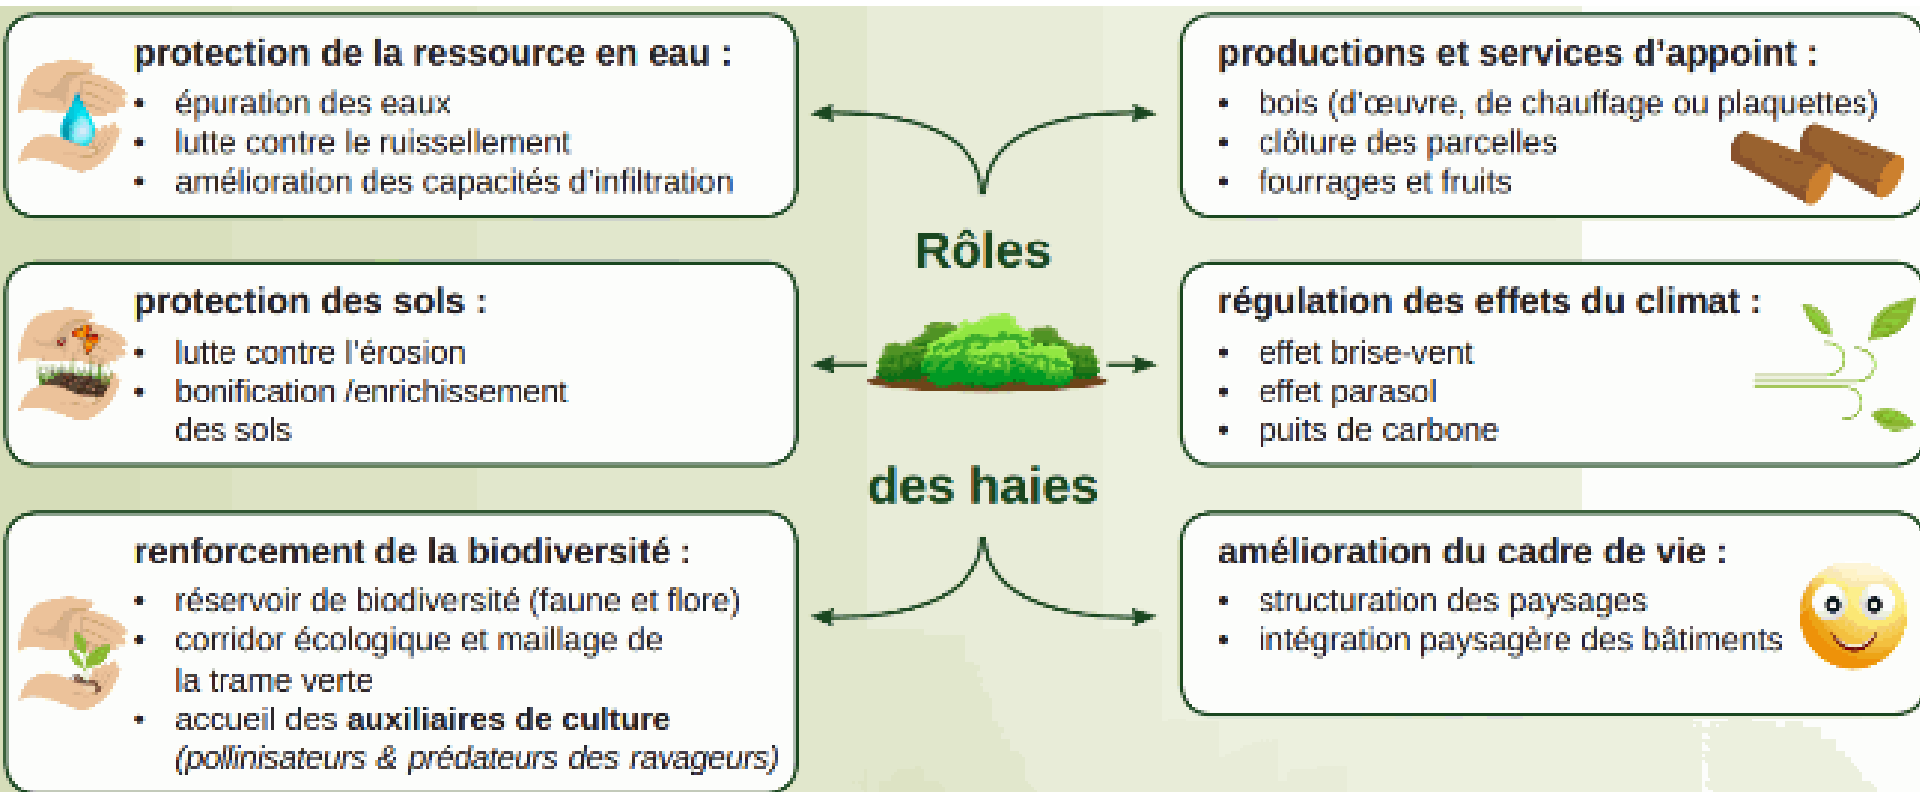 protection de la ressource en eau :
• épuration des eaux
• lutte contre le ruissellement
• amélioration des capacités d'infiltration
protection des sols :
• lutte contre l'érosion
• bonification /enrichissement
des sols
renforcement de la biodiversité :
• réservoir de biodiversité (faune et flore)
• corridor écologique et maillage de
la trame verte
• accueil des auxiliaires de culture
(pollinisateurs & prédateurs des ravageurs)
Rôles
des haies
productions et services d'appoint :
• bois (d'œuvre, de chauffage ou plaquettes)
• clôture des parcelles
• fourrages et fruits
régulation des effets du climat :
• effet brise-vent
• effet parasol
• puits de carbone
amélioration du cadre de vie :
• structuration des paysages
• intégration paysagère des bâtiments